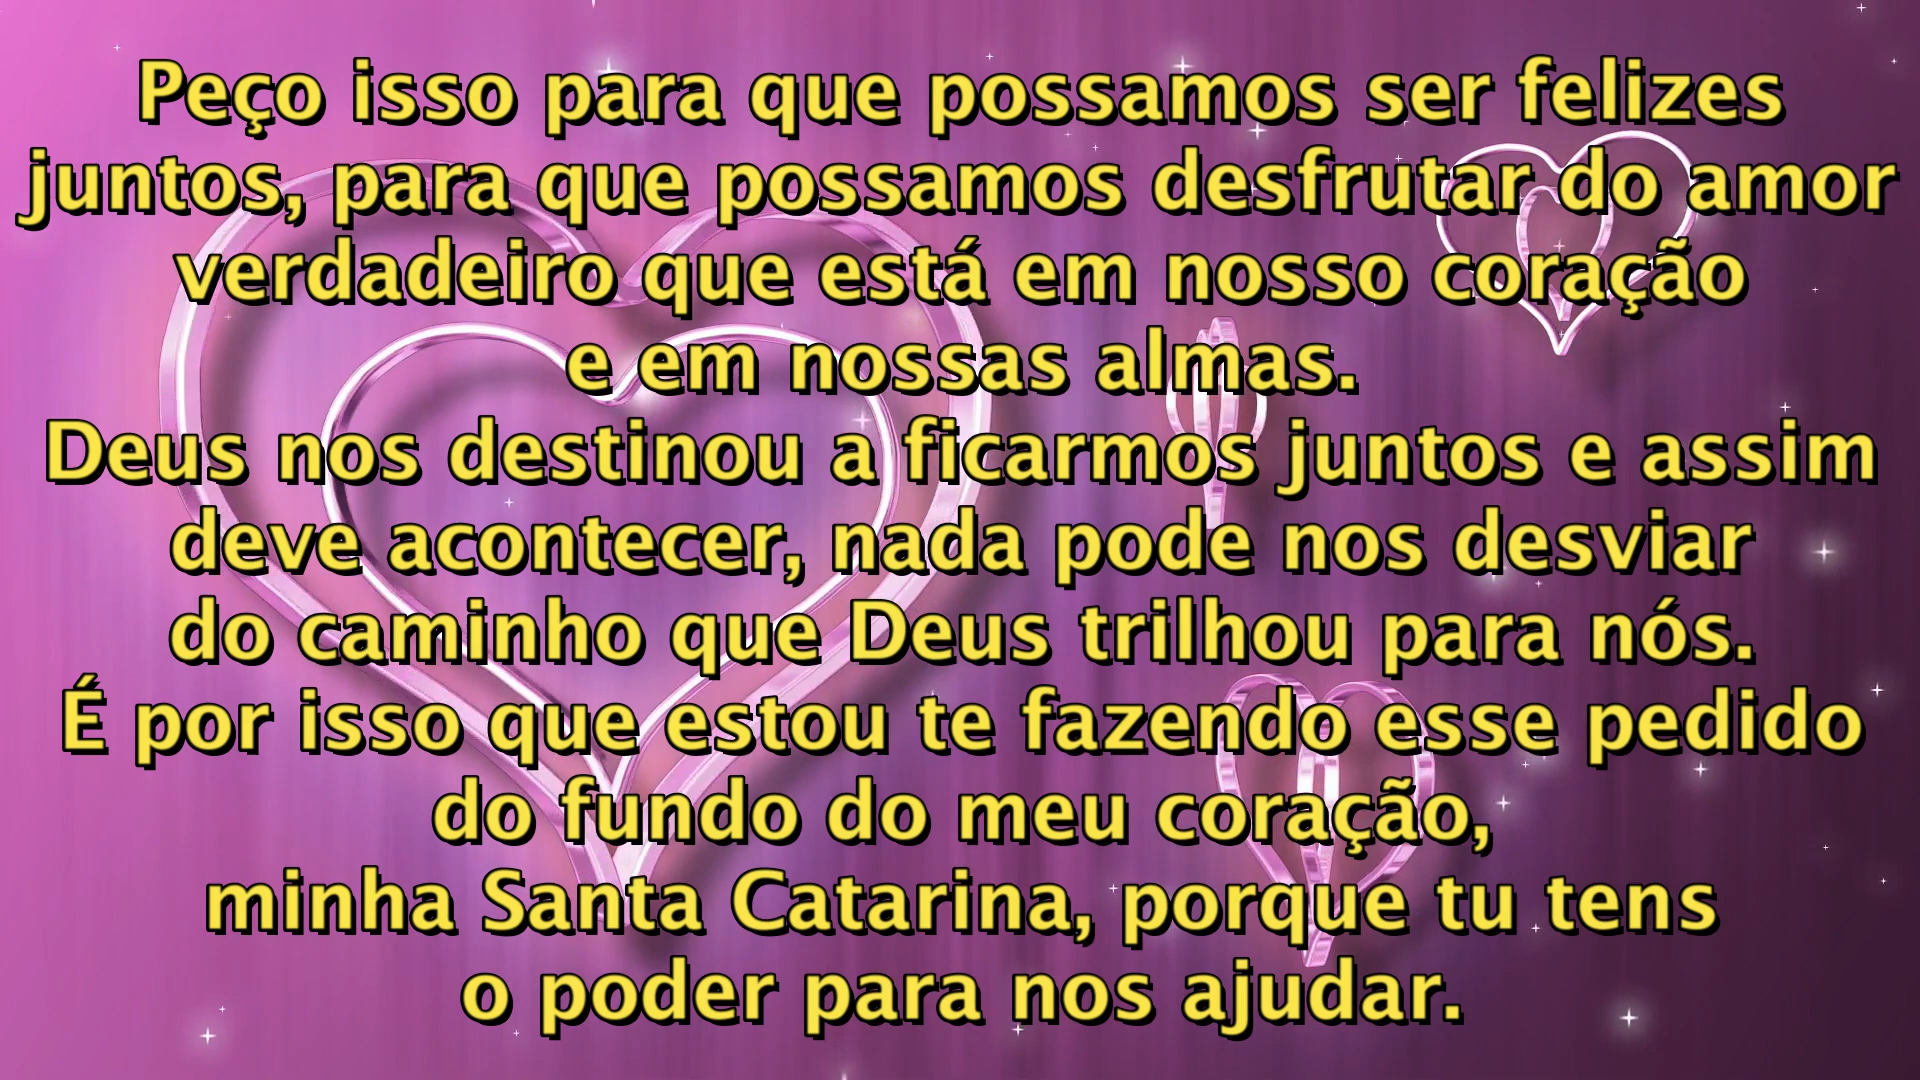 Peço isso para que possamos ser felizes
juntos, para que possamos desfrutar do amor
verdadeiro que está em nosso coração
e em nossas almas.
Deus nos destinou a ficarmos juntos e assim
deve acontecer, nada pode nos desviar
do caminho que Deus trilhou para nós.
É por isso que estou te fazendo esse pedido
do fundo do meu coração,
minha Santa Catarina, porque tu tens
o poder para nos ajudar.